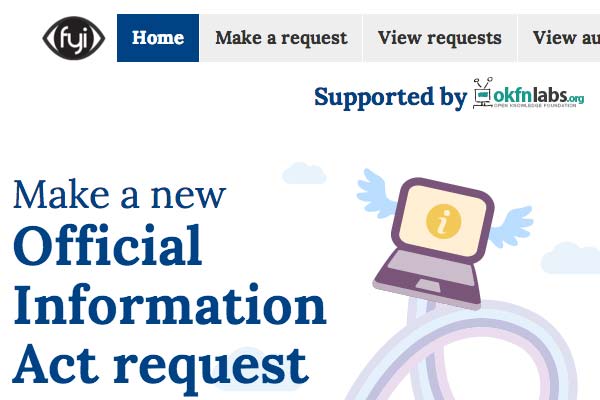 fyi
Home
Make a request
View requests
View au
Supported by
okfnlabs.org
OPEN KNOWLEDGE FOUNDATION
Make a new
Official
Information
Act request
i